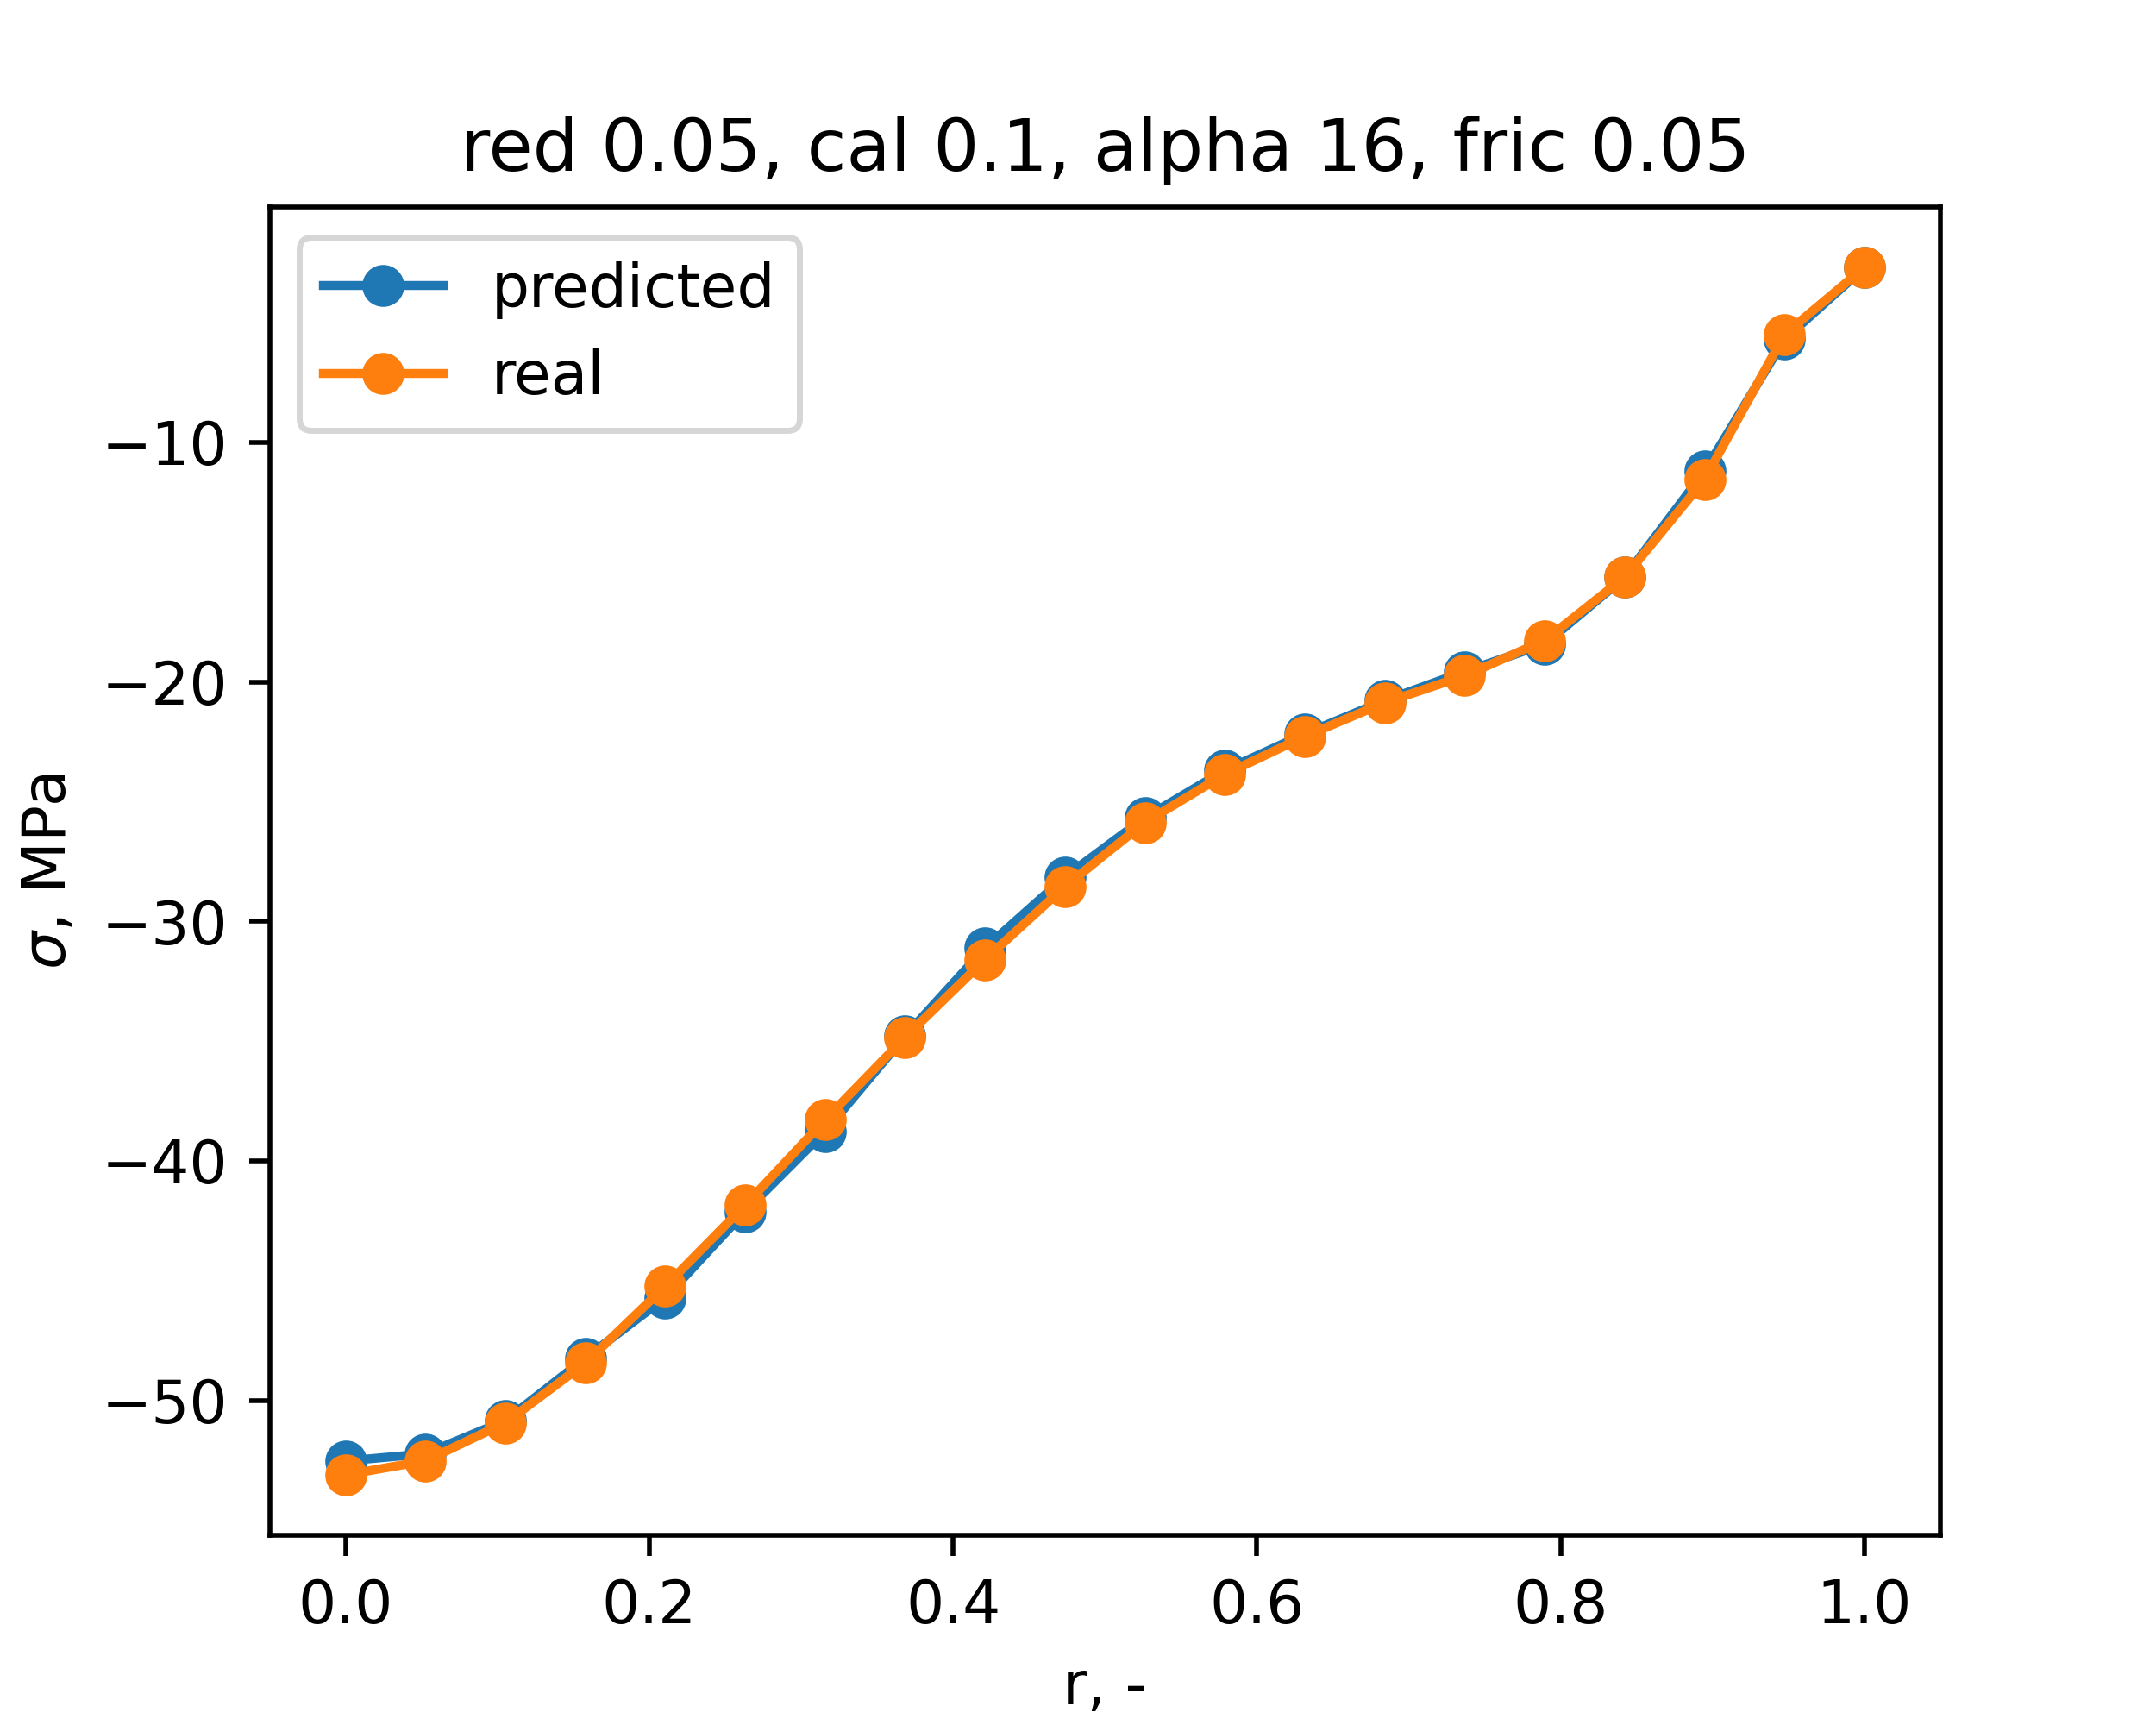 red 0.05, cal 0.1, alpha 16, fric 0.05
predicted
real
−10
−20
−30
−40
−50
σ, MPa
0.0 0.2 0.4 0.6 0.8 1.0
r, -